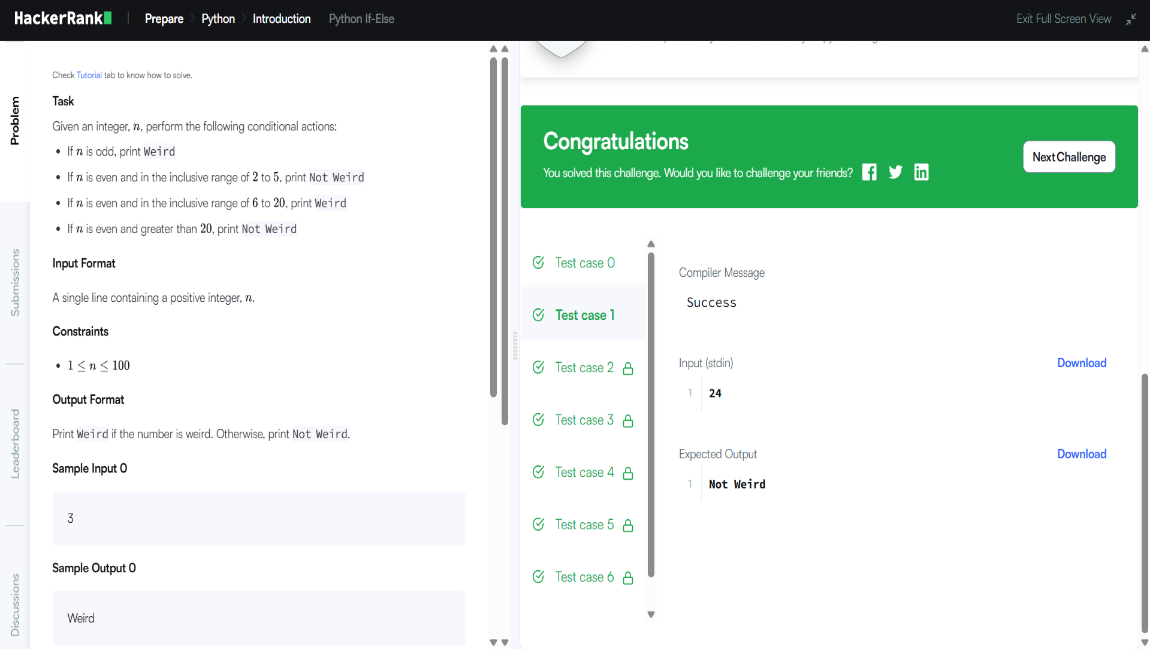 HackerRank
Prepare
Python
Introduction
Python If-Else
Exit Full Screen View
Problem
Submissions
Leaderboard
Discussions
Check Tutorial tab to know how to solve.
Task
Given an integer, n, perform the following conditional actions:
• If n is odd, print Weird
• If n is even and in the inclusive range of 2 to 5, print Not Weird
• If n is even and in the inclusive range of 6 to 20, print Weird
• If n is even and greater than 20, print Not Weird
Input Format
A single line containing a positive integer, n.
Constraints
• 1 ≤ n ≤ 100
Output Format
Print Weird if the number is weird. Otherwise, print Not Weird.
Sample Input 0
3
Sample Output 0
Weird
Congratulations
You solved this challenge. Would you like to challenge your friends?
Next Challenge
Test case 0
Test case 1
Test case 2
Test case 3
Test case 4
Test case 5
Test case 6
Compiler Message
Success
Input (stdin)
Download
1 24
Expected Output
Download
1 Not Weird